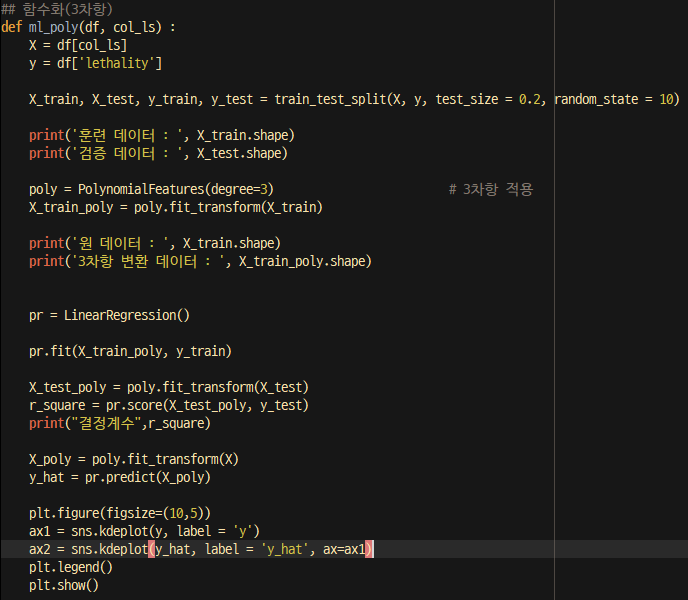 ## 함수화(3차항)
def ml_poly(df, col_ls) :
    X = df[col_ls]
    y = df['lethality']
    X_train, X_test, y_train, y_test = train_test_split(X, y, test_size = 0.2, random_state = 10)
    print('훈련 데이터 : ', X_train.shape)
    print('검증 데이터 : ', X_test.shape)
    poly = PolynomialFeatures(degree=3)                         # 3차항 적용
    X_train_poly = poly.fit_transform(X_train)
    print('원 데이터 : ', X_train.shape)
    print('3차항 변환 데이터 : ', X_train_poly.shape)
    pr = LinearRegression()
    pr.fit(X_train_poly, y_train)
    X_test_poly = poly.fit_transform(X_test)
    r_square = pr.score(X_test_poly, y_test)
    print("결정계수",r_square)
    X_poly = poly.fit_transform(X)
    y_hat = pr.predict(X_poly)
    plt.figure(figsize=(10,5))
    ax1 = sns.kdeplot(y, label = 'y')
    ax2 = sns.kdeplot(y_hat, label = 'y_hat', ax=ax1)
    plt.legend()
    plt.show()